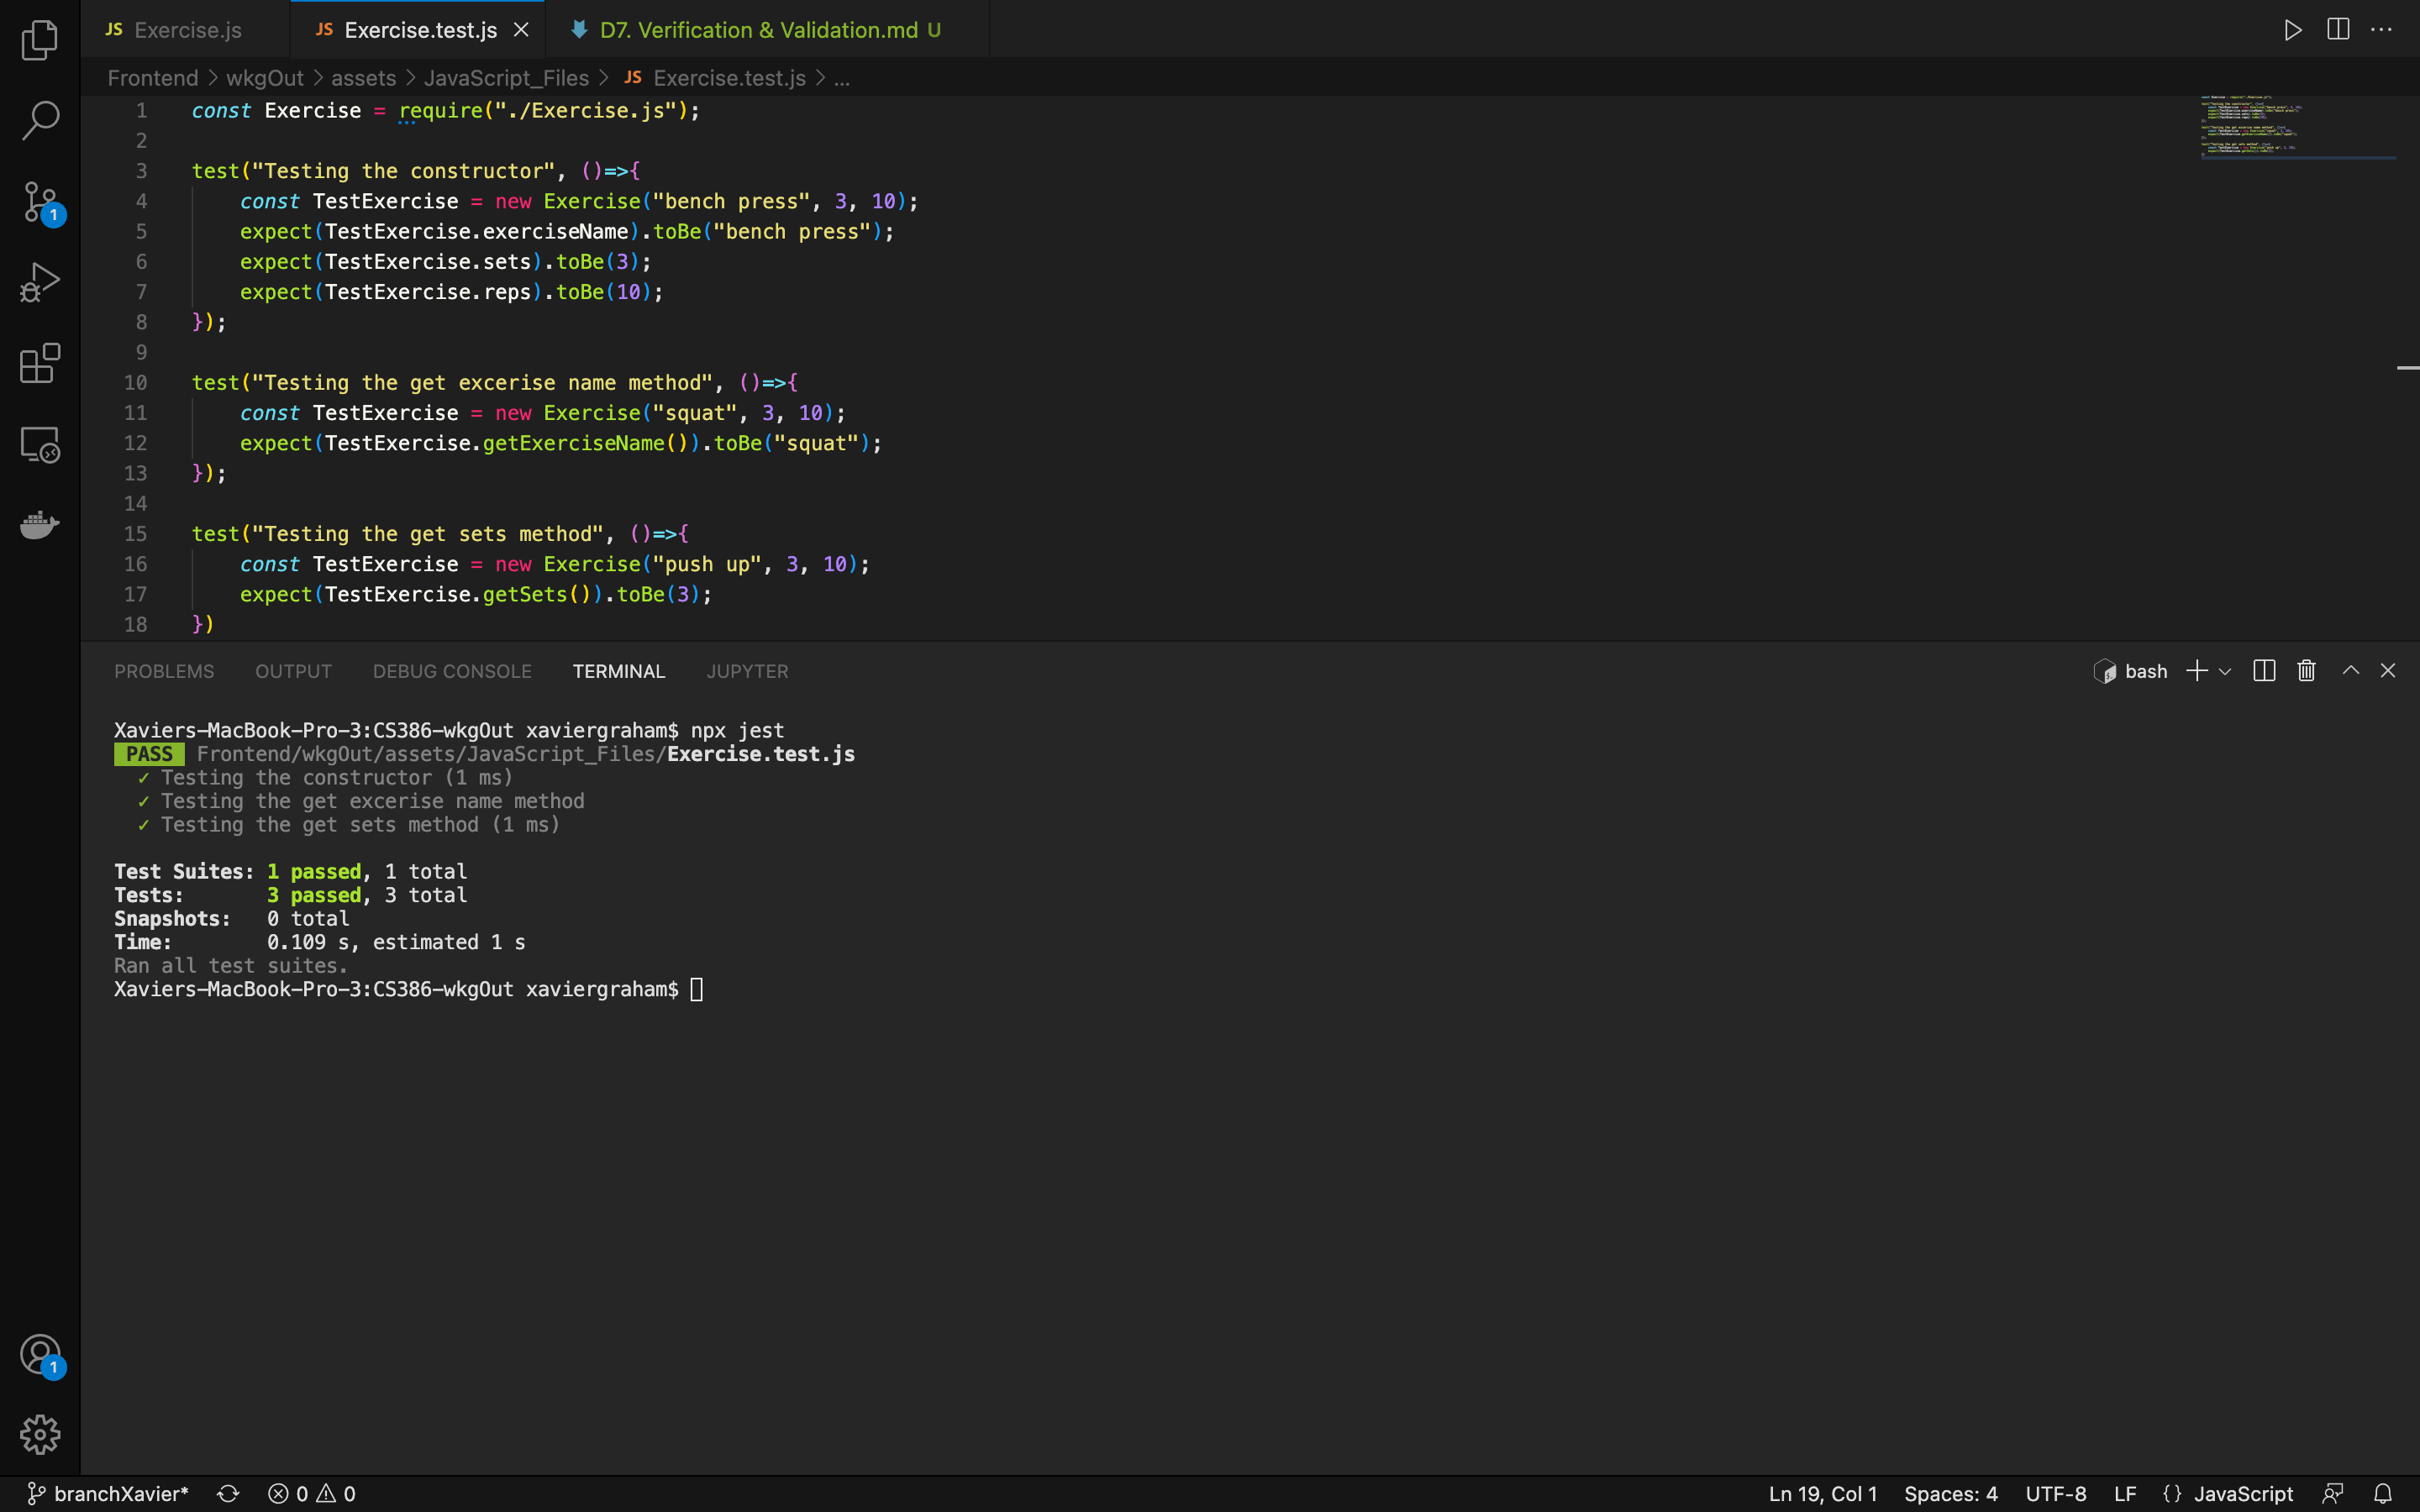 JS Exercise.js
JS Exercise.test.js
D7. Verification & Validation.md U
Frontend > wkgOut > assets > JavaScript_Files > JS Exercise.test.js > ...
1 const Exercise = require("./Exercise.js");
2
3 test("Testing the constructor", ()=>{
4 const TestExercise = new Exercise("bench press", 3, 10);
5 expect(TestExercise.exerciseName).toBe("bench press");
6 expect(TestExercise.sets).toBe(3);
7 expect(TestExercise.reps).toBe(10);
8 });
9
10 test("Testing the get excerise name method", ()=>{
11 const TestExercise = new Exercise("squat", 3, 10);
12 expect(TestExercise.getExerciseName()).toBe("squat");
13 });
14
15 test("Testing the get sets method", ()=>{
16 const TestExercise = new Exercise("push up", 3, 10);
17 expect(TestExercise.getSets()).toBe(3);
18 })
1
PROBLEMS OUTPUT DEBUG CONSOLE TERMINAL JUPYTER
bash
Xaviers-MacBook-Pro-3:CS386-wkgOut xaviergraham$ npx jest
PASS Frontend/wkgOut/assets/JavaScript_Files/Exercise.test.js
✓ Testing the constructor (1 ms)
✓ Testing the get excerise name method
✓ Testing the get sets method (1 ms)
Test Suites: 1 passed, 1 total
Tests: 3 passed, 3 total
Snapshots: 0 total
Time: 0.109 s, estimated 1 s
Ran all test suites.
Xaviers-MacBook-Pro-3:CS386-wkgOut xaviergraham$
1
branchXavier* 0 0
Ln 19, Col 1 Spaces: 4 UTF-8 LF {} JavaScript